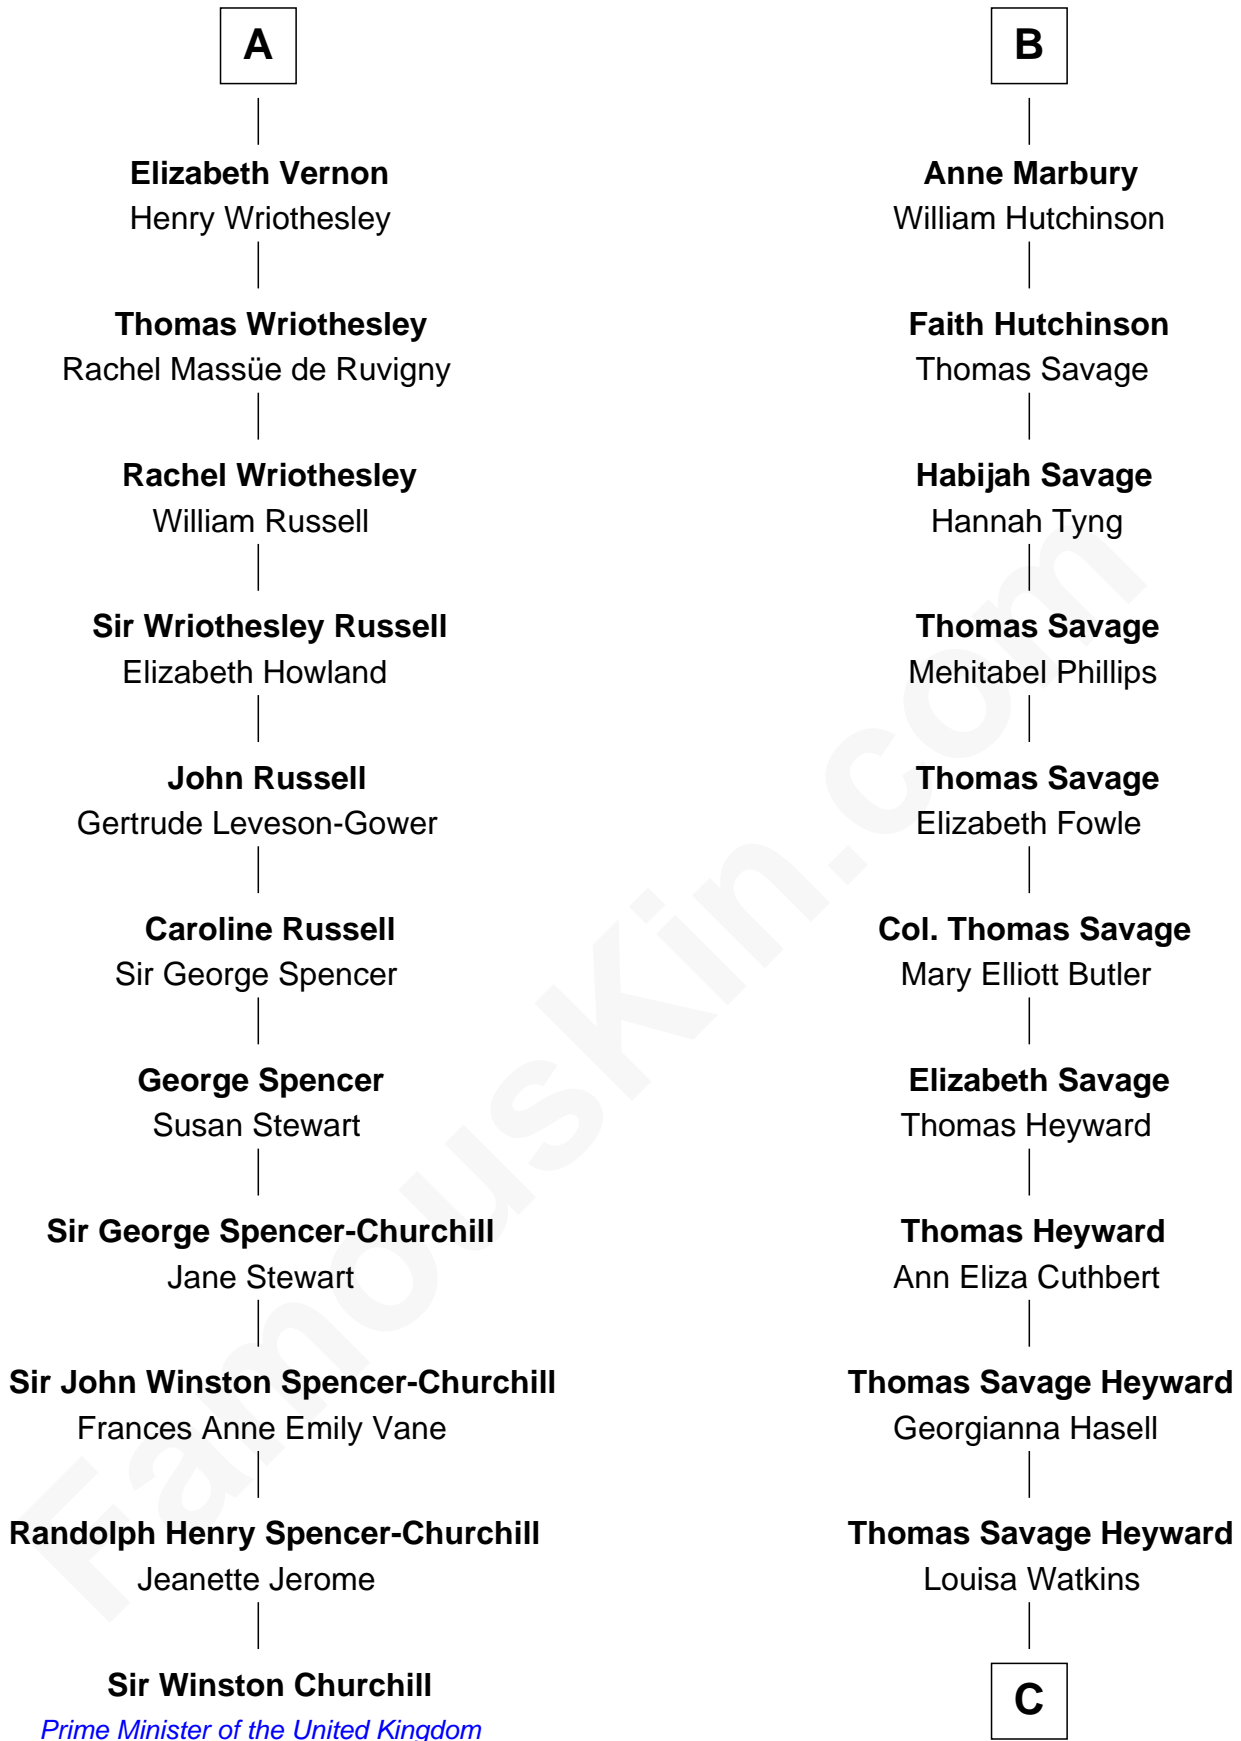 A
Elizabeth Vernon
Henry Wriothesley
Thomas Wriothesley
Rachel Massüe de Ruvigny
Rachel Wriothesley
William Russell
Sir Wriothesley Russell
Elizabeth Howland
John Russell
Gertrude Leveson-Gower
Caroline Russell
Sir George Spencer
George Spencer
Susan Stewart
Sir George Spencer-Churchill
Jane Stewart
Sir John Winston Spencer-Churchill
Frances Anne Emily Vane
Randolph Henry Spencer-Churchill
Jeanette Jerome
Sir Winston Churchill
Prime Minister of the United Kingdom
B
Anne Marbury
William Hutchinson
Faith Hutchinson
Thomas Savage
Habijah Savage
Hannah Tyng
Thomas Savage
Mehitabel Phillips
Thomas Savage
Elizabeth Fowle
Col. Thomas Savage
Mary Elliott Butler
Elizabeth Savage
Thomas Heyward
Thomas Heyward
Ann Eliza Cuthbert
Thomas Savage Heyward
Georgianna Hasell
Thomas Savage Heyward
Louisa Watkins
C
FamousKin.com